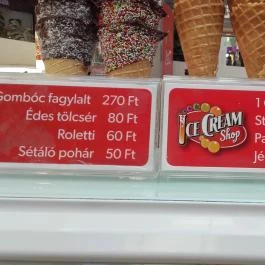 Gombóc fagylalt 270 Ft
Édes tölcsér 80 Ft
Roletti 60 Ft
Sétáló pohár 50 Ft
ICE CREAM
Shop